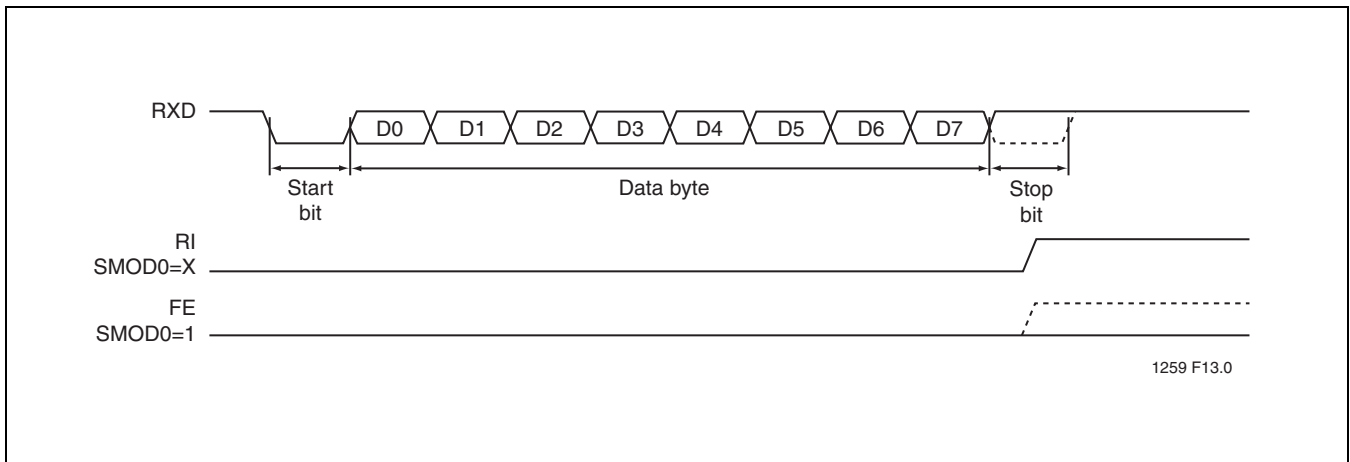 RXD
D0 D1 D2 D3 D4 D5 D6 D7
Start
bit
Data byte
Stop
bit
RI
SMOD0=X
FE
SMOD0=1
1259 F13.0